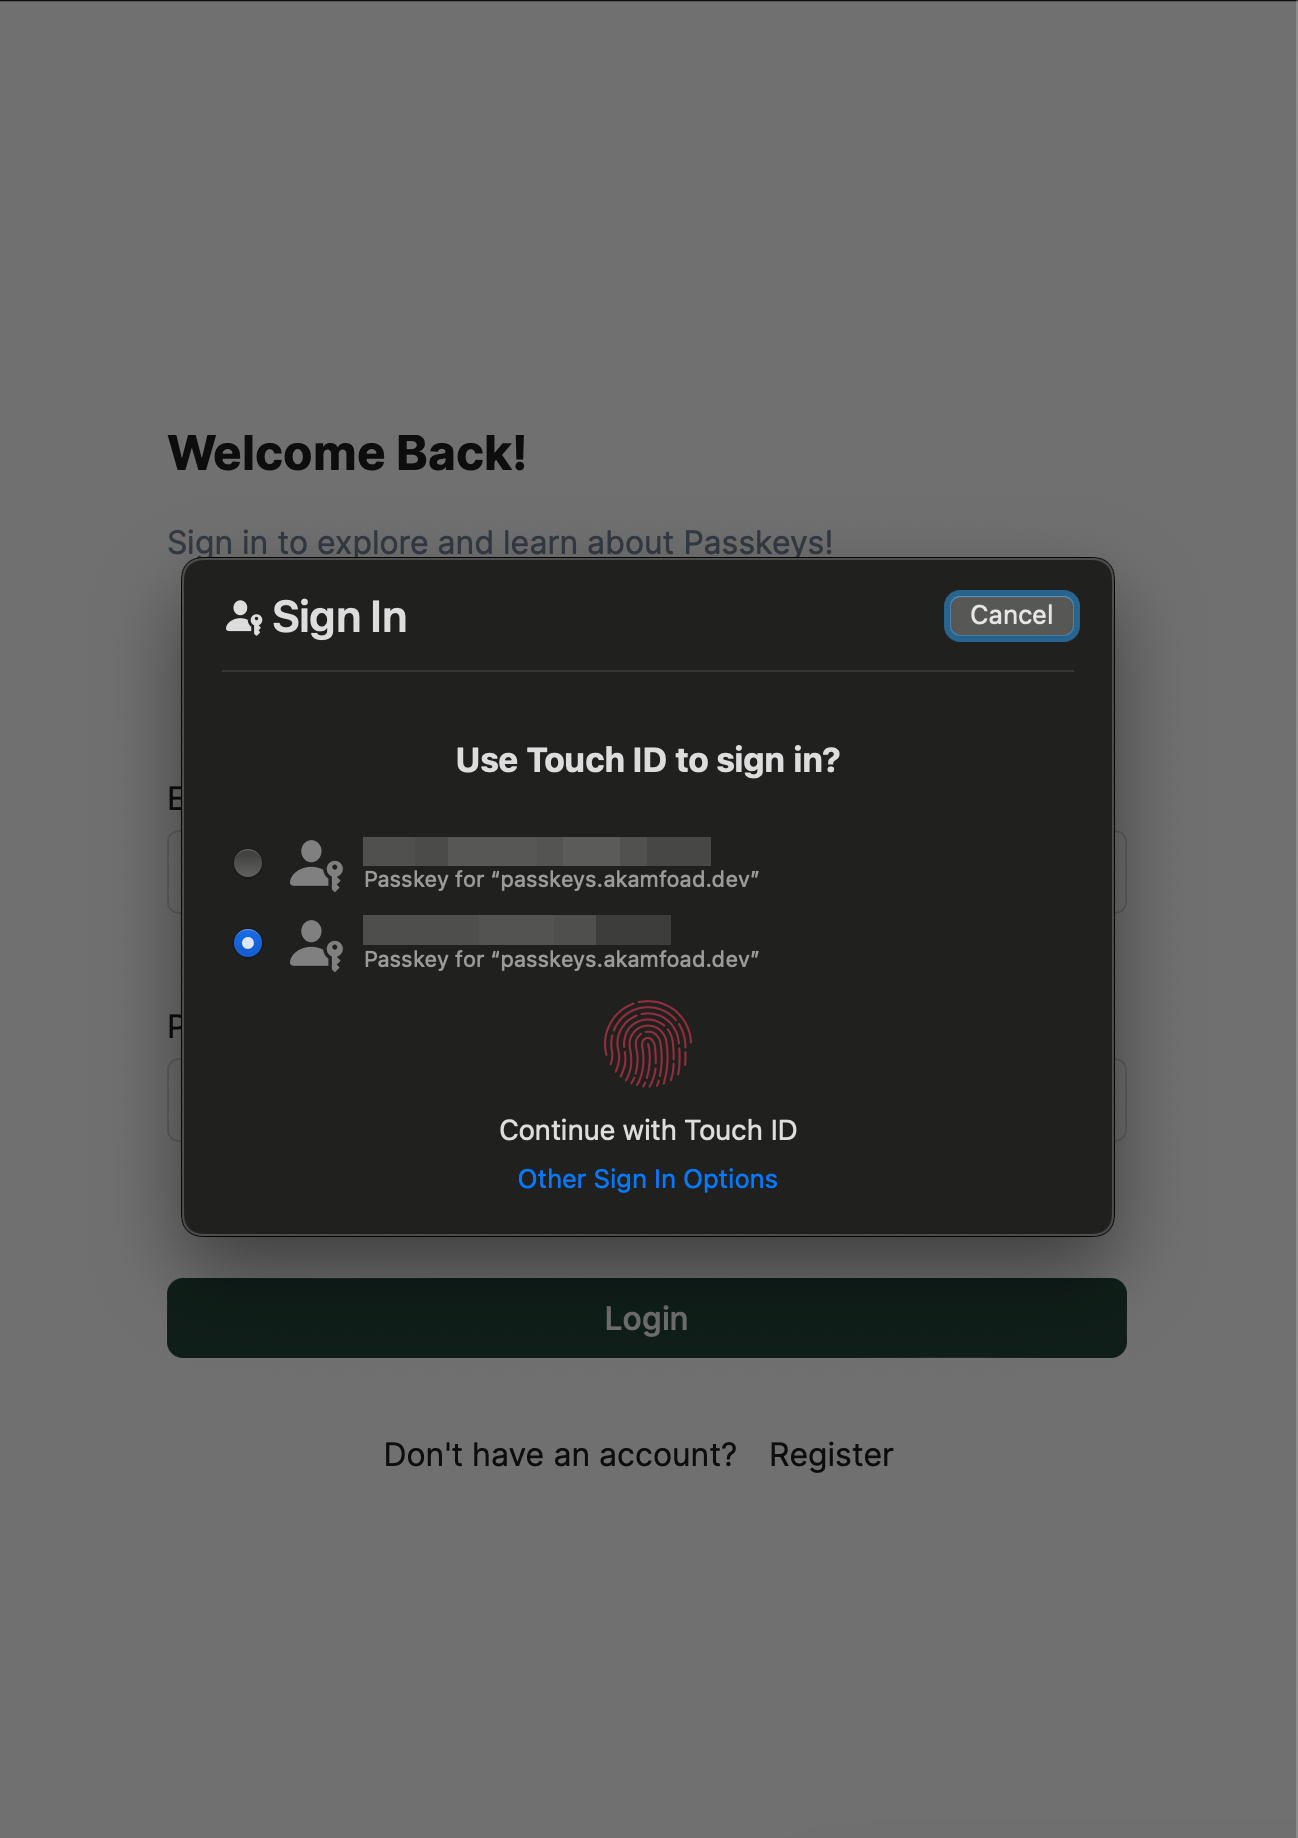 Welcome Back!
Sign in to explore and learn about Passkeys!
Sign In
Cancel
Use Touch ID to sign in?
Passkey for “passkeys.akamfoad.dev”
Passkey for “passkeys.akamfoad.dev”
Continue with Touch ID
Other Sign In Options
Login
Don't have an account? Register